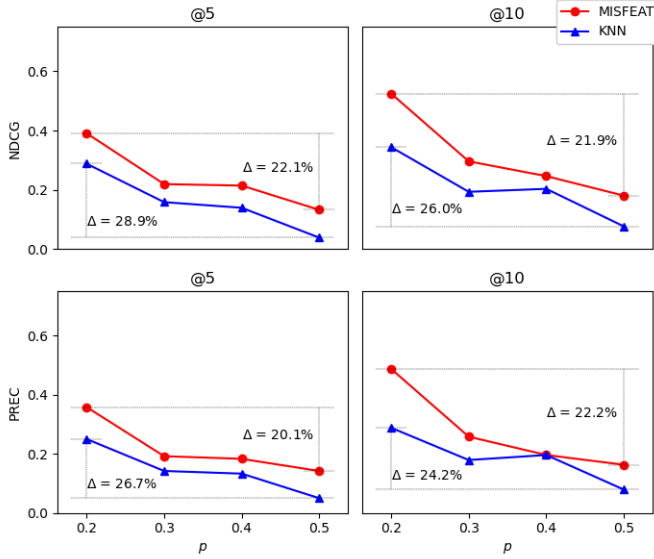 @5
@10
MISFEAT
KNN
NDCG
0.6
0.4
0.2
0.0
Δ = 22.1%
Δ = 28.9%
Δ = 21.9%
Δ = 26.0%
@5
@10
PREC
0.6
0.4
0.2
0.0
Δ = 20.1%
Δ = 26.7%
Δ = 22.2%
Δ = 24.2%
0.2 0.3 0.4 0.5
p
0.2 0.3 0.4 0.5
p